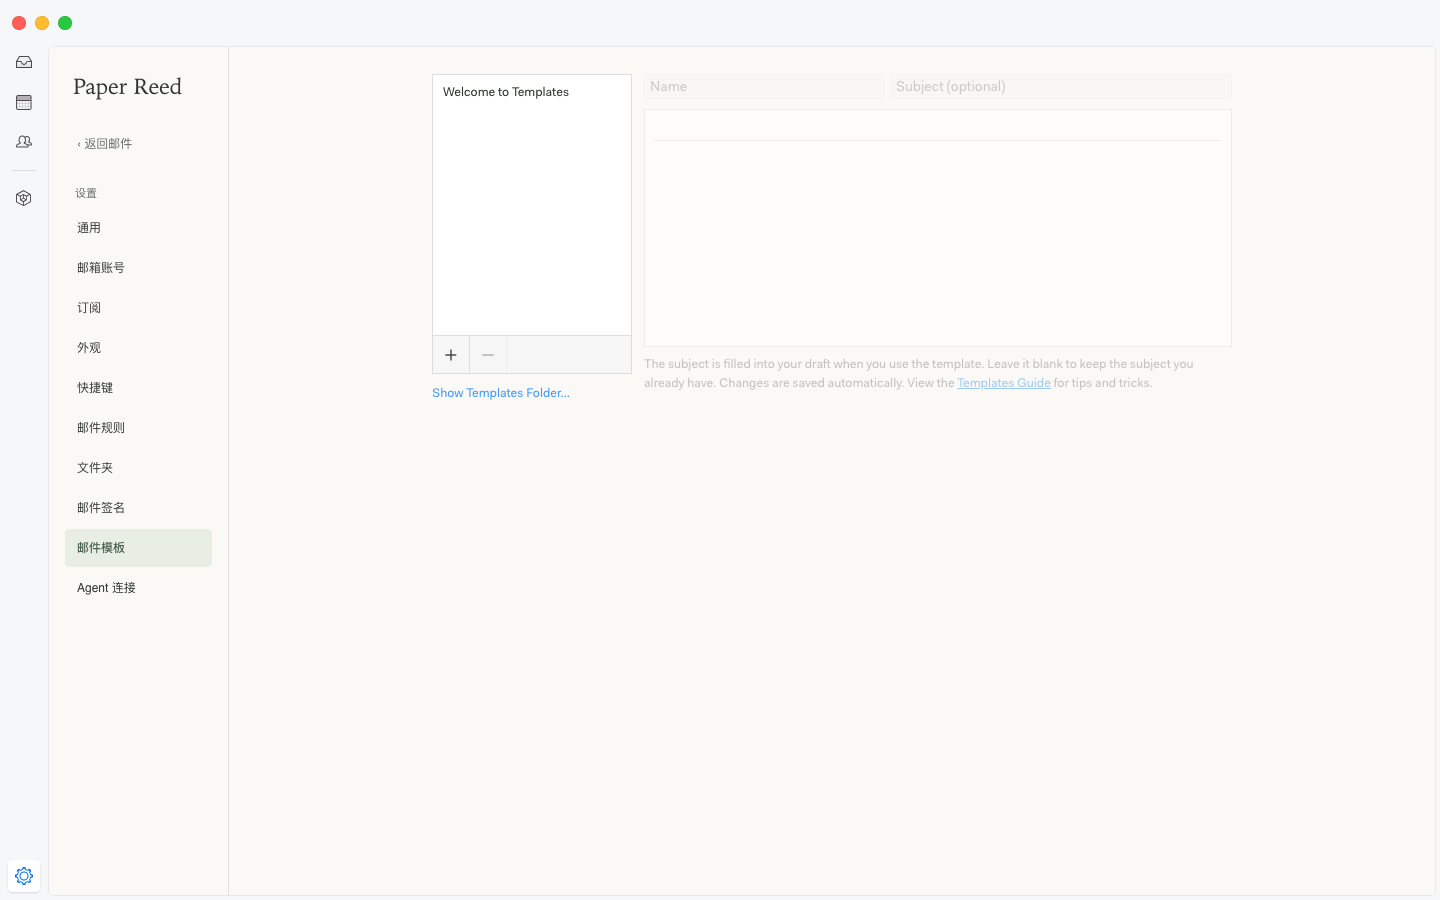 Paper Reed
‹ 返回邮件
设置
通用
邮箱账号
订阅
外观
快捷键
邮件规则
文件夹
邮件签名
邮件模板
Agent 连接
Welcome to Templates
Show Templates Folder...
Name
Subject (optional)
The subject is filled into your draft when you use the template. Leave it blank to keep the subject you
already have. Changes are saved automatically. View the Templates Guide for tips and tricks.